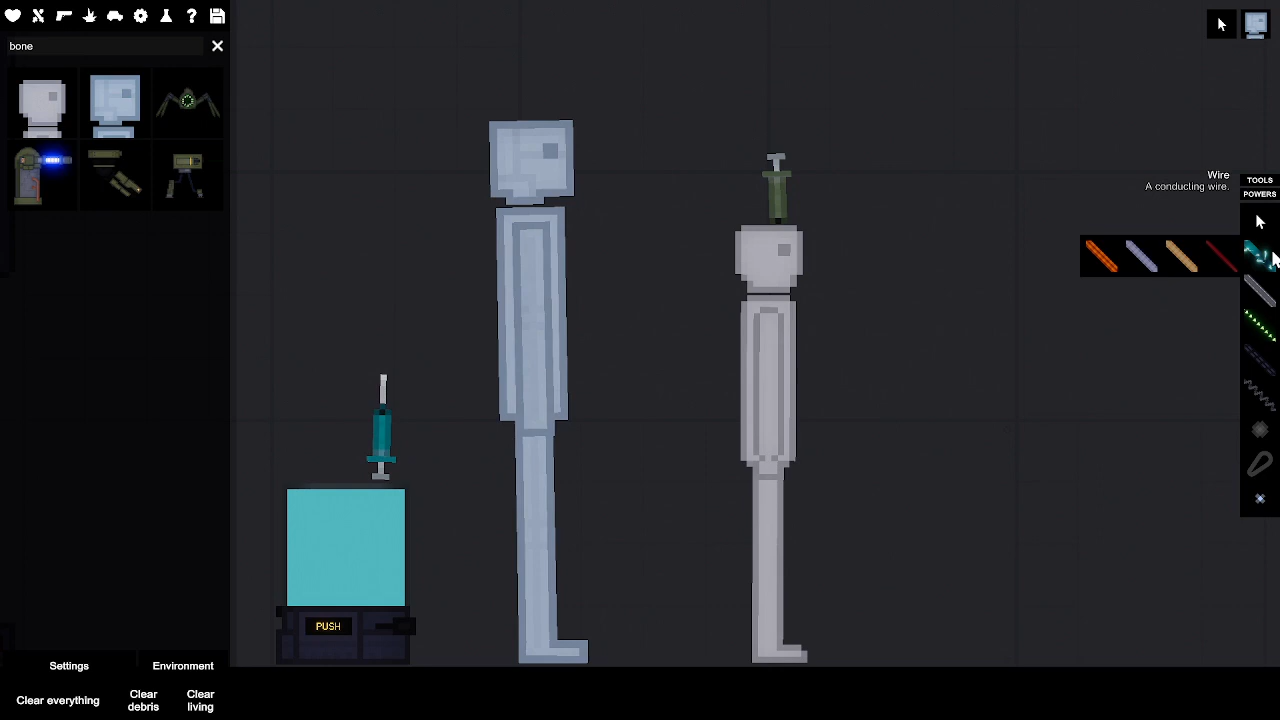 ?
bone
Wire
A conducting wire.
TOOLS
POWERS
PUSH
Settings
Environment
Clear everything
Clear
debris
Clear
living